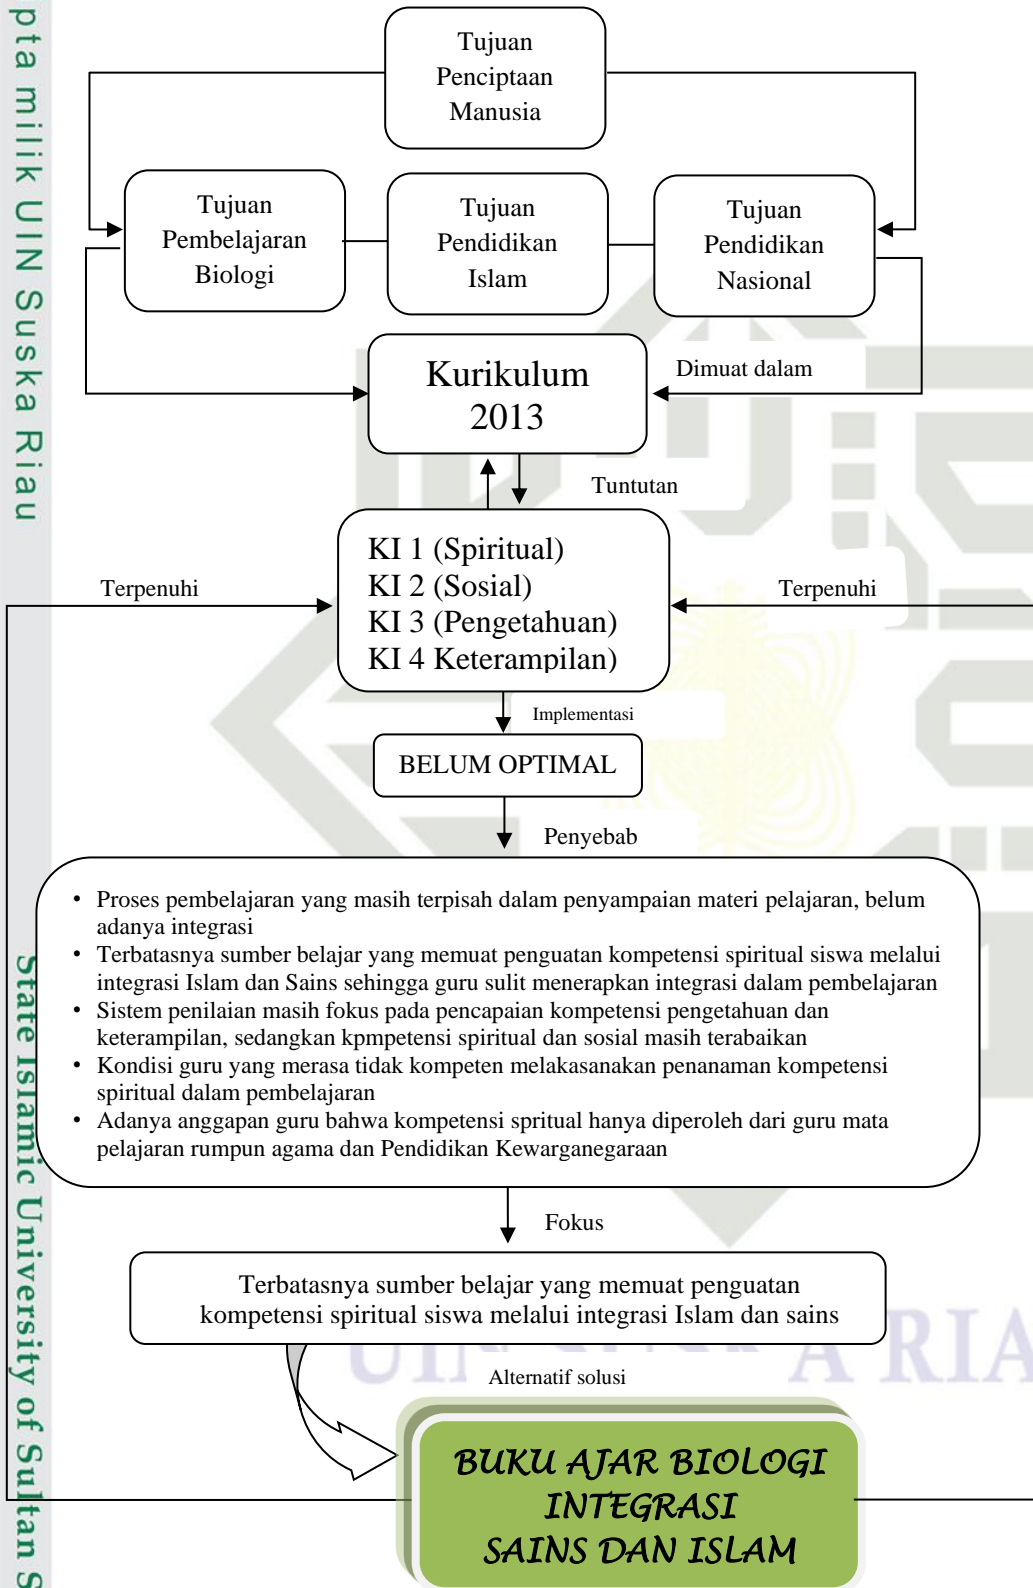 pta milik UIN Suska Riau
State Islamic University of Sultan S
Tujuan
Penciptaan
Manusia
Tujuan
Pembelajaran
Biologi
Tujuan
Pendidikan
Islam
Tujuan
Pendidikan
Nasional
Kurikulum
2013
Dimuat dalam
Tuntutan
KI 1 (Spiritual)
KI 2 (Sosial)
KI 3 (Pengetahuan)
KI 4 Keterampilan)
Terpenuhi
Terpenuhi
Implementasi
BELUM OPTIMAL
Penyebab
• Proses pembelajaran yang masih terpisah dalam penyampaian materi pelajaran, belum
adanya integrasi
• Terbatasnya sumber belajar yang memuat penguatan kompetensi spiritual siswa melalui
integrasi Islam dan Sains sehingga guru sulit menerapkan integrasi dalam pembelajaran
• Sistem penilaian masih fokus pada pencapaian kompetensi pengetahuan dan
keterampilan, sedangkan kpmpetensi spiritual dan sosial masih terabaikan
• Kondisi guru yang merasa tidak kompeten melakasanakan penanaman kompetensi
spiritual dalam pembelajaran
• Adanya anggapan guru bahwa kompetensi spritual hanya diperoleh dari guru mata
pelajaran rumpun agama dan Pendidikan Kewarganegaraan
Fokus
Terbatasnya sumber belajar yang memuat penguatan
kompetensi spiritual siswa melalui integrasi Islam dan sains
Alternatif solusi
BUKU AJAR BIOLOGI
INTEGRASI
SAINS DAN ISLAM